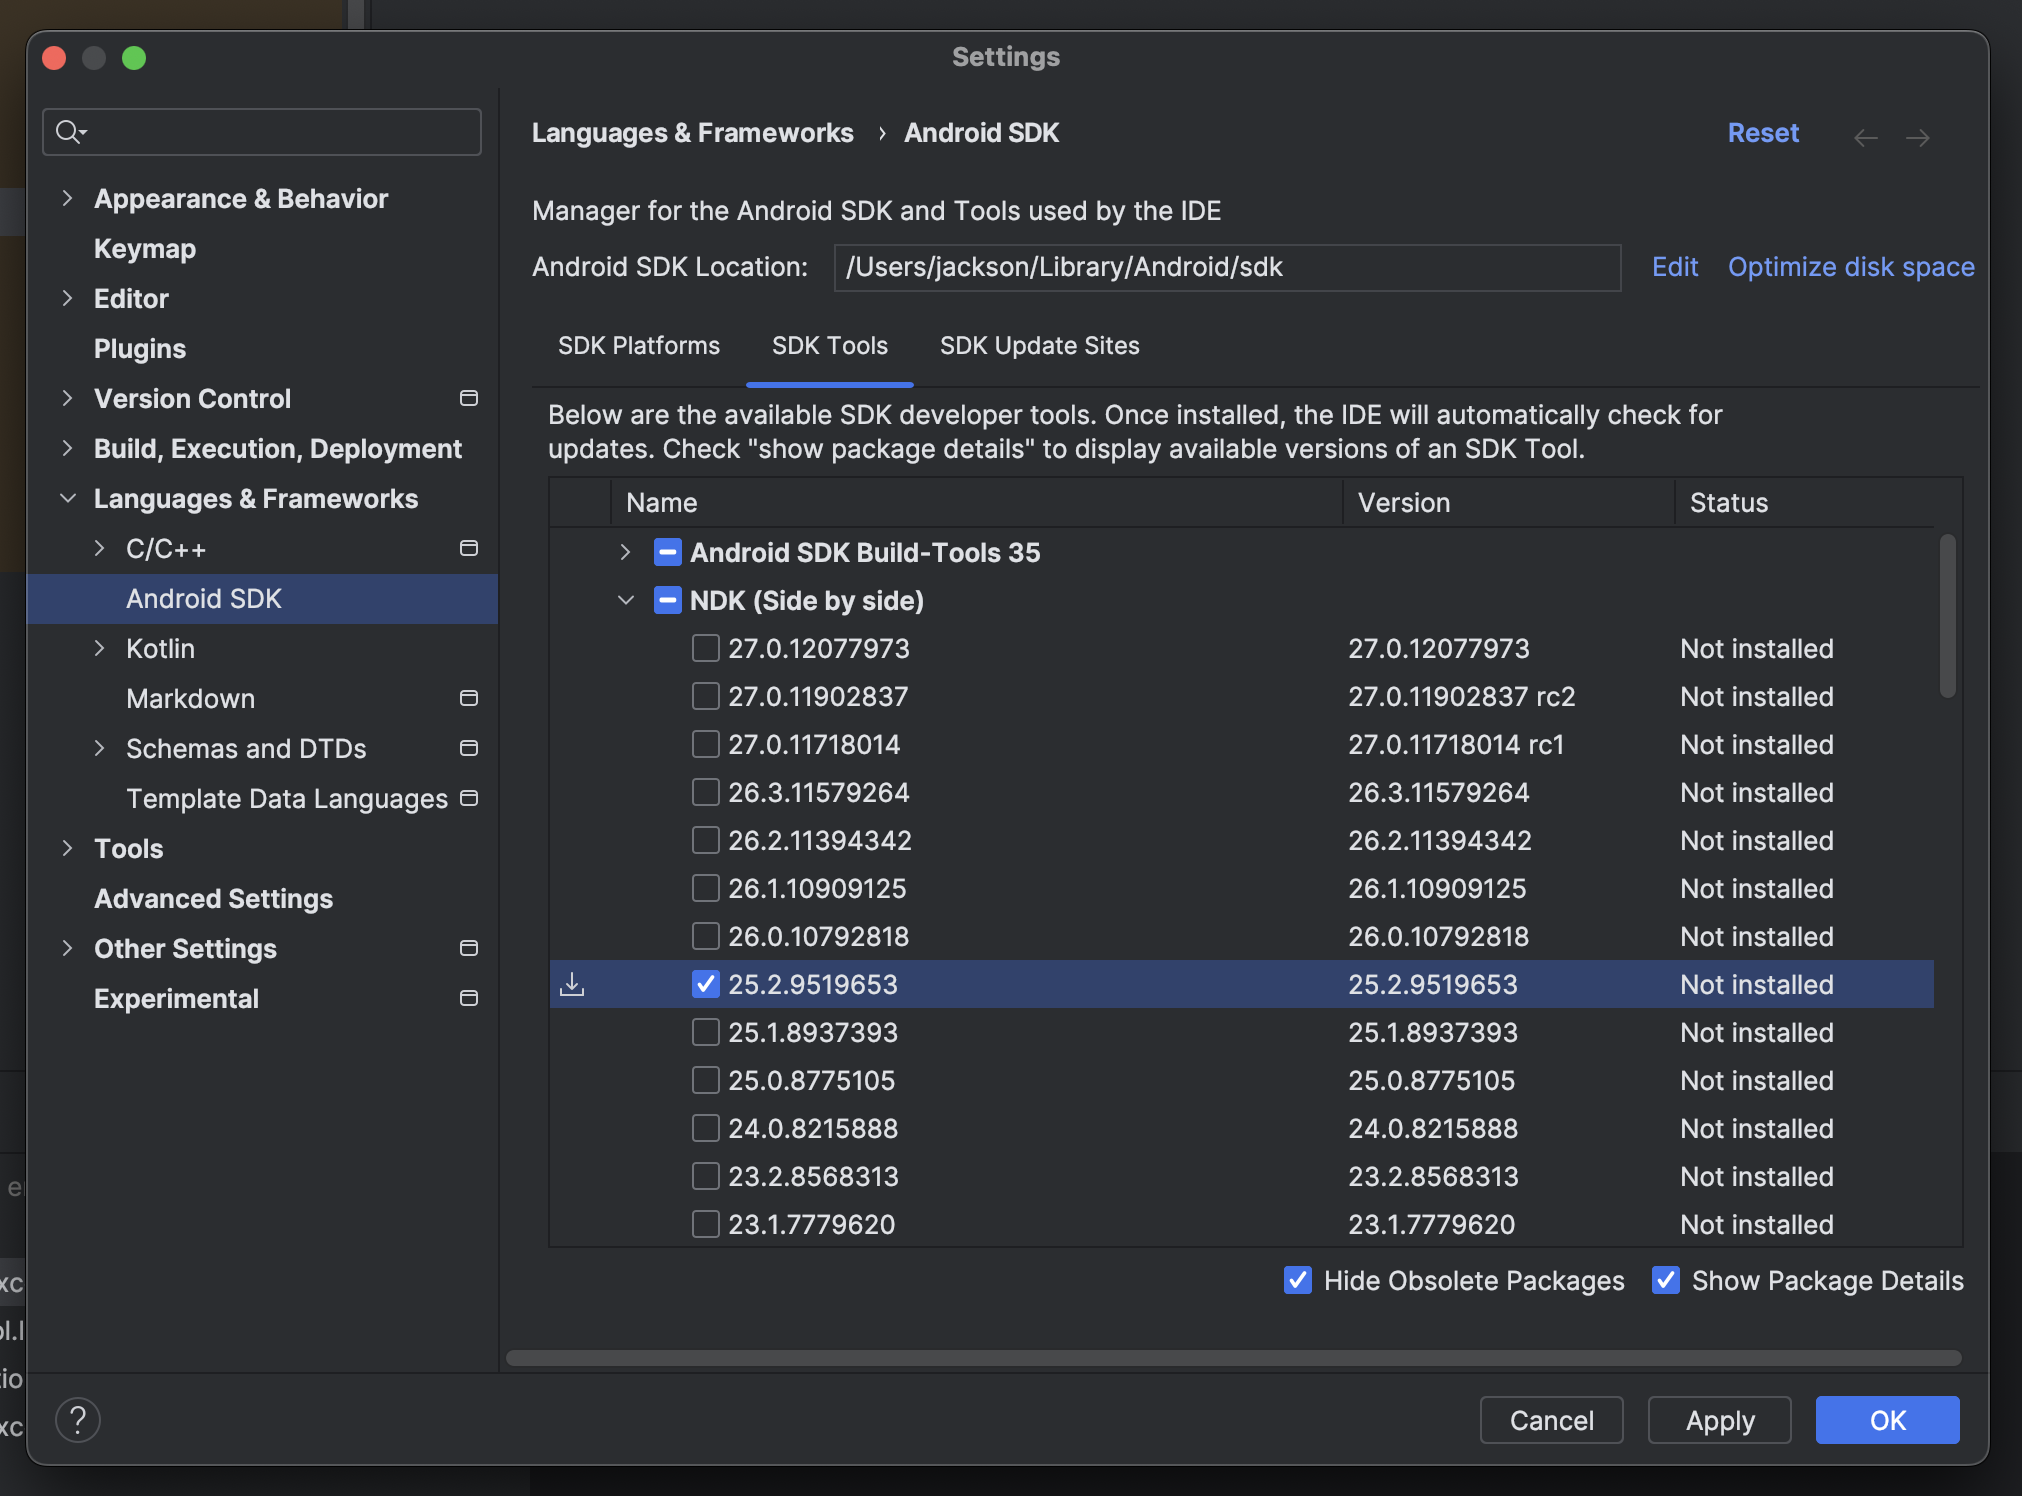 Settings
Appearance & Behavior
Keymap
Editor
Plugins
Version Control
Build, Execution, Deployment
Languages & Frameworks
C/C++
Android SDK
Kotlin
Markdown
Schemas and DTDs
Template Data Languages
Tools
Advanced Settings
Other Settings
Experimental
Languages & Frameworks › Android SDK
Reset
Manager for the Android SDK and Tools used by the IDE
Android SDK Location: /Users/jackson/Library/Android/sdk Edit Optimize disk space
SDK Platforms SDK Tools SDK Update Sites
Below are the available SDK developer tools. Once installed, the IDE will automatically check for
updates. Check "show package details" to display available versions of an SDK Tool.
Name Version Status
Android SDK Build-Tools 35
NDK (Side by side)
27.0.12077973 27.0.12077973 Not installed
27.0.11902837 27.0.11902837 rc2 Not installed
27.0.11718014 27.0.11718014 rc1 Not installed
26.3.11579264 26.3.11579264 Not installed
26.2.11394342 26.2.11394342 Not installed
26.1.10909125 26.1.10909125 Not installed
26.0.10792818 26.0.10792818 Not installed
25.2.9519653 25.2.9519653 Not installed
25.1.8937393 25.1.8937393 Not installed
25.0.8775105 25.0.8775105 Not installed
24.0.8215888 24.0.8215888 Not installed
23.2.8568313 23.2.8568313 Not installed
23.1.7779620 23.1.7779620 Not installed
Hide Obsolete Packages Show Package Details
? Cancel Apply OK